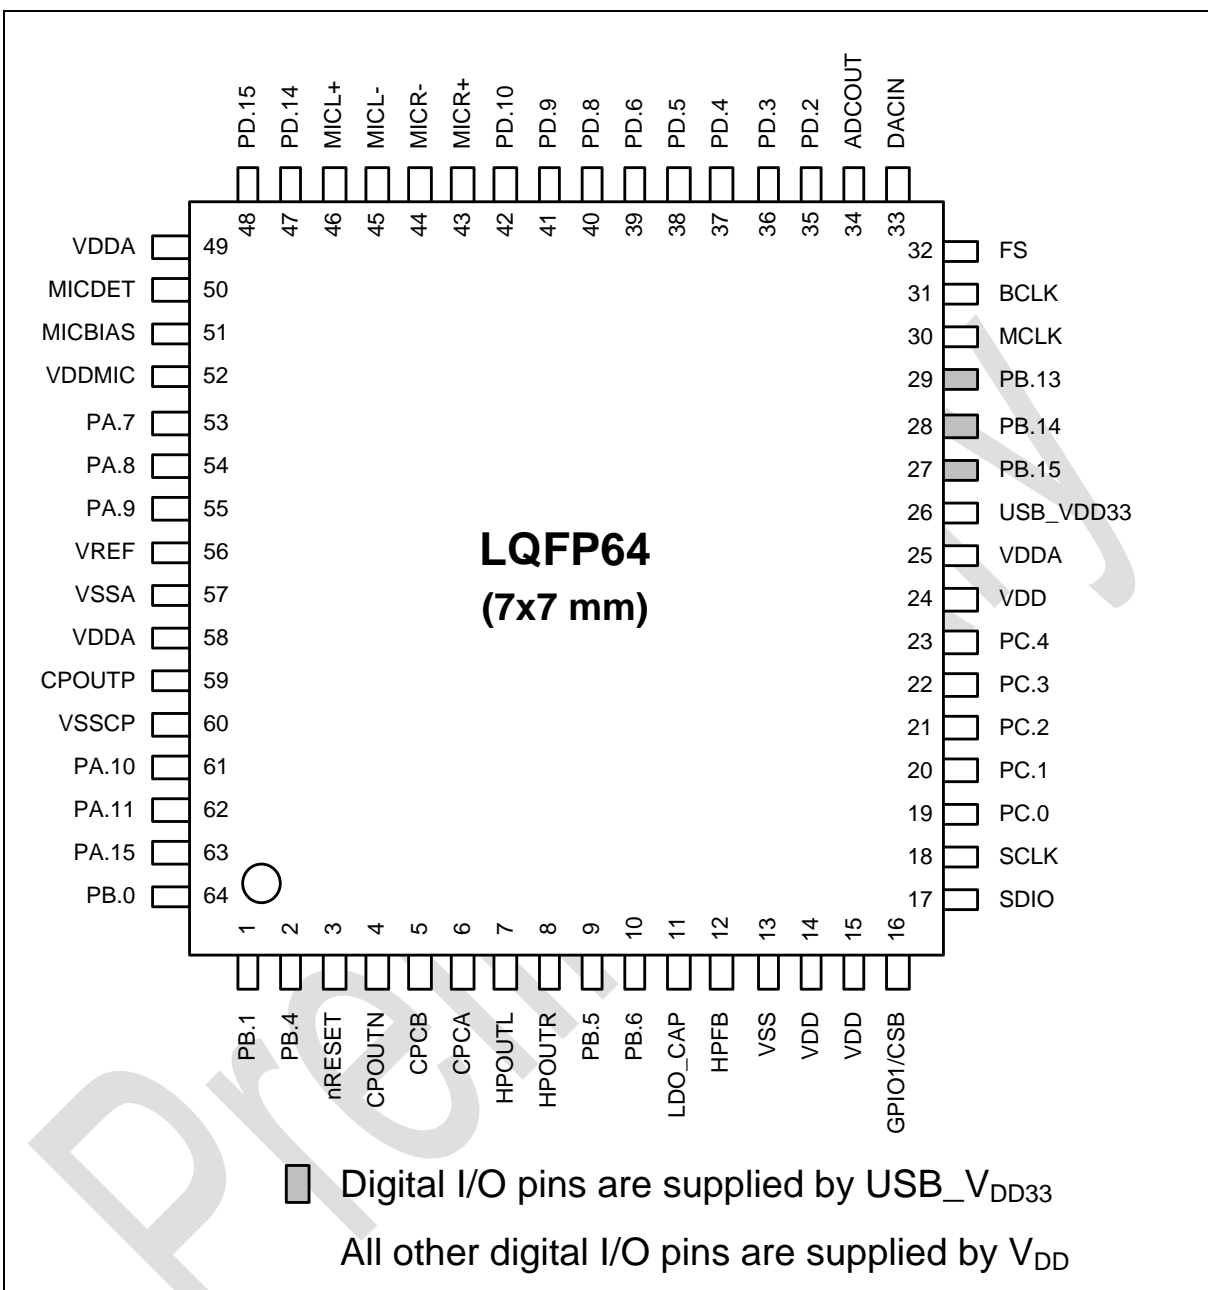 PD.15 PD.14 MICL+ MICL- MICR- MICR+ PD.10 PD.9 PD.8 PD.6 PD.5 PD.4 PD.3 PD.2 ADCOUT DACIN
48 47 46 45 44 43 42 41 40 39 38 37 36 35 34 33
VDDA 49 32 FS
MICDET 50 31 BCLK
MICBIAS 51 30 MCLK
VDDMIC 52 29 PB.13
PA.7 53 28 PB.14
PA.8 54 27 PB.15
PA.9 55 26 USB_VDD33
VREF 56 25 VDDA
LQFP64
VSSA 57 24 VDD
(7x7 mm)
VDDA 58 23 PC.4
CPOUTP 59 22 PC.3
VSSCP 60 21 PC.2
PA.10 61 20 PC.1
PA.11 62 19 PC.0
PA.15 63 18 SCLK
PB.0 64 17 SDIO
1 2 3 4 5 6 7 8 9 10 11 12 13 14 15 16
PB.1 PB.4 nRESET CPOUTN CPCB CPCA HPOUTL HPOUTR PB.5 PB.6 LDO_CAP HPFB VSS VDD VDD GPIO1/CSB
Digital I/O pins are supplied by USB_VDD33
All other digital I/O pins are supplied by VDD